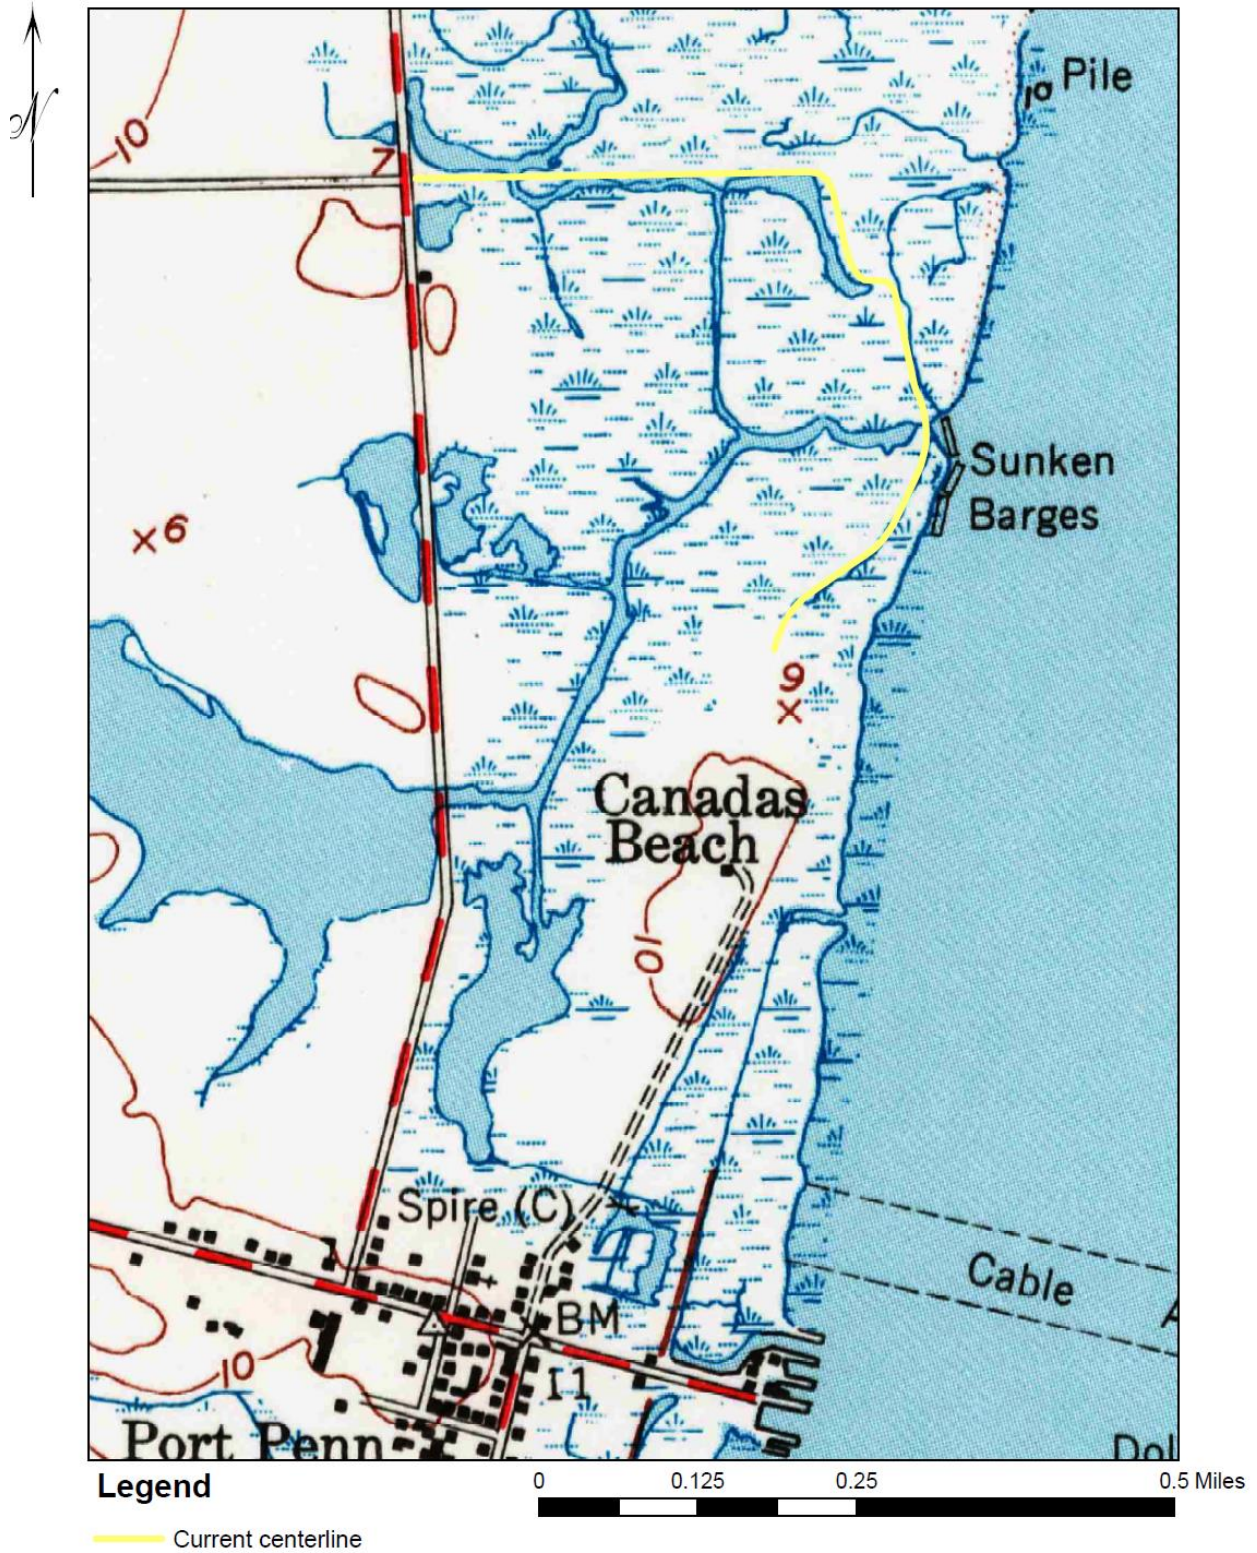 N
Pile
10
7
Sunken
Barges
6
9
Canadas
Beach
10
Spire (C)
Cable
BM
10
11
Port Penn
Dol
Legend
0 0.125 0.25 0.5 Miles
Current centerline